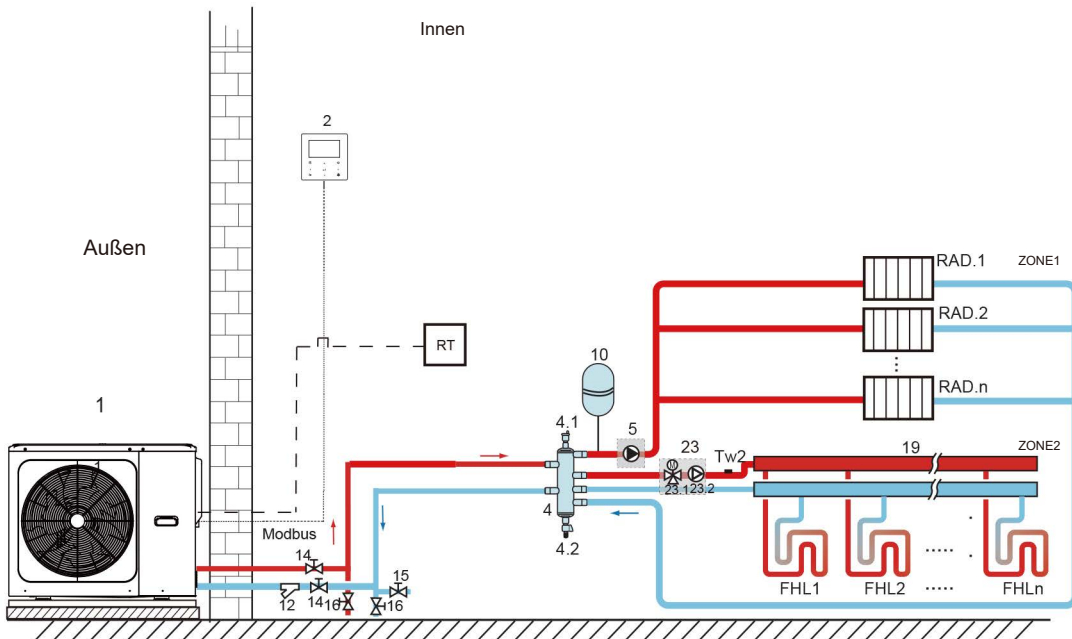 Innen
2
Außen
RAD.1
ZONE1
RAD.2
RT
10
RAD.n
1
4.1
5
23
Tw2
19
ZONE2
M
23.1
23.2
4
Modbus
4.2
14
15
12
14
16
16
FHL1
FHL2
FHLn